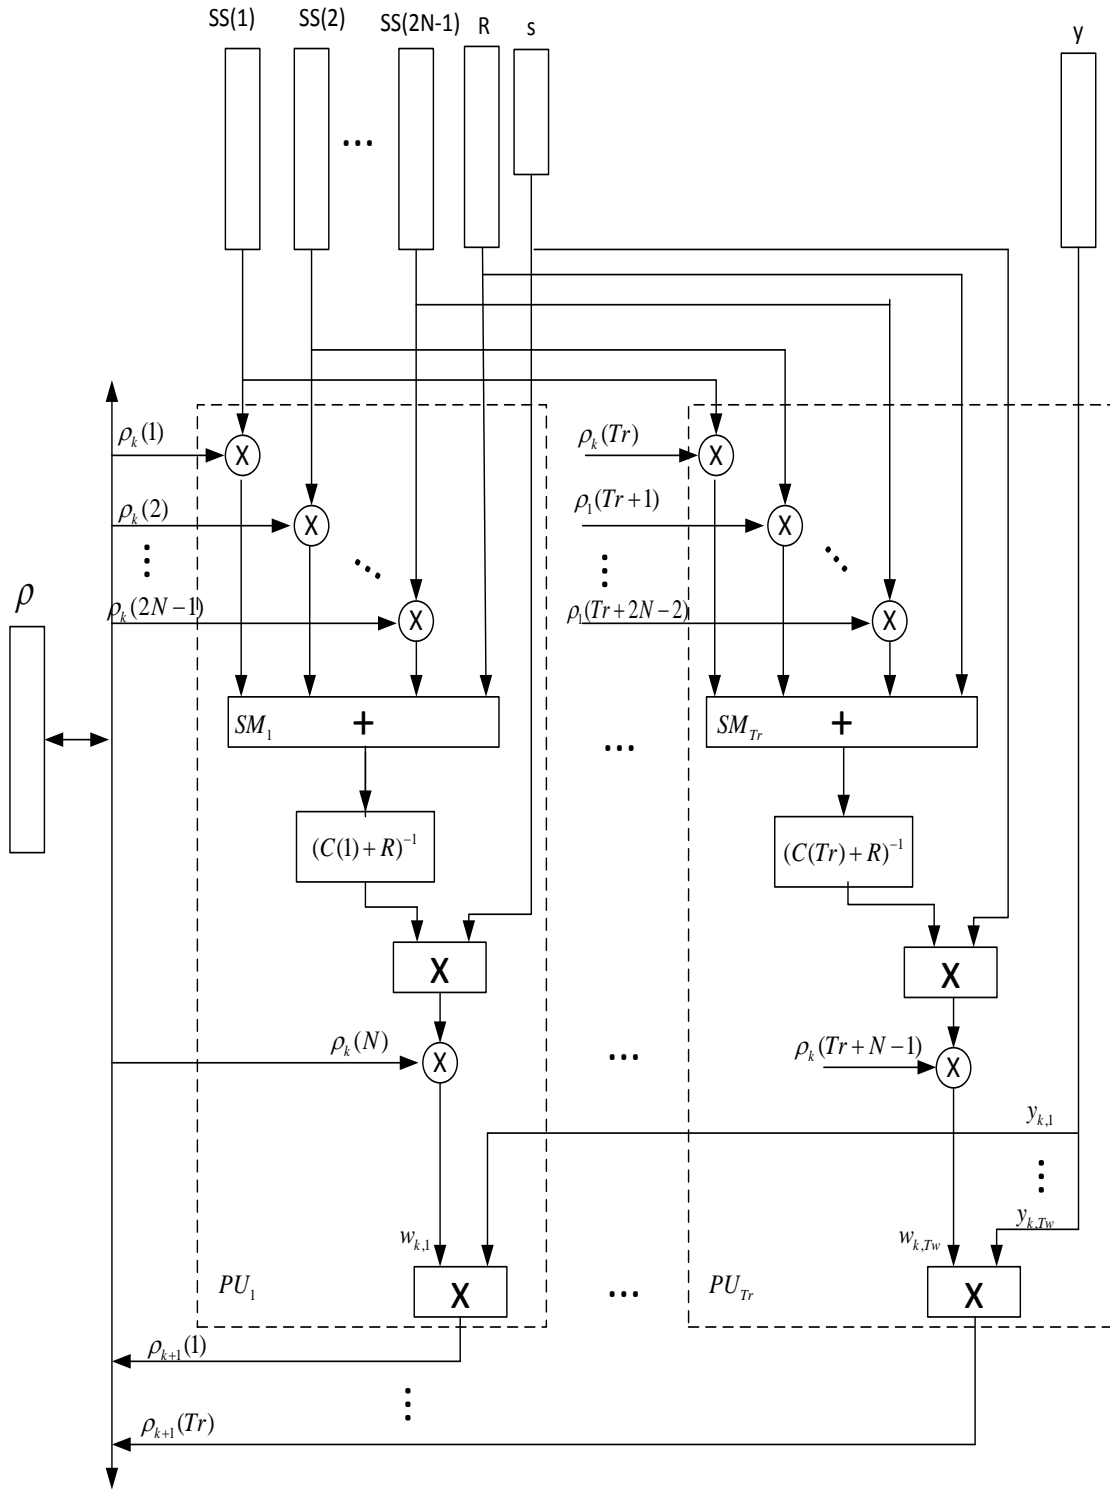 SS(1) SS(2) SS(2N-1) R s y
...
ρ_k(1) X ρ_k(Tr) X
ρ_k(2) X ρ_1(Tr+1) X
ρ
ρ_k(2N−1) X ρ_1(Tr+2N−2) X
SM_1 + ... SM_Tr +
(C(1)+R)^−1 (C(Tr)+R)^−1
X X
ρ_k(N) X ... ρ_k(Tr+N−1) X
y_k,1
y_k,Tw
w_k,1 w_k,Tw
PU_1 X ... PU_Tr X
ρ_k+1(1)
ρ_k+1(Tr)